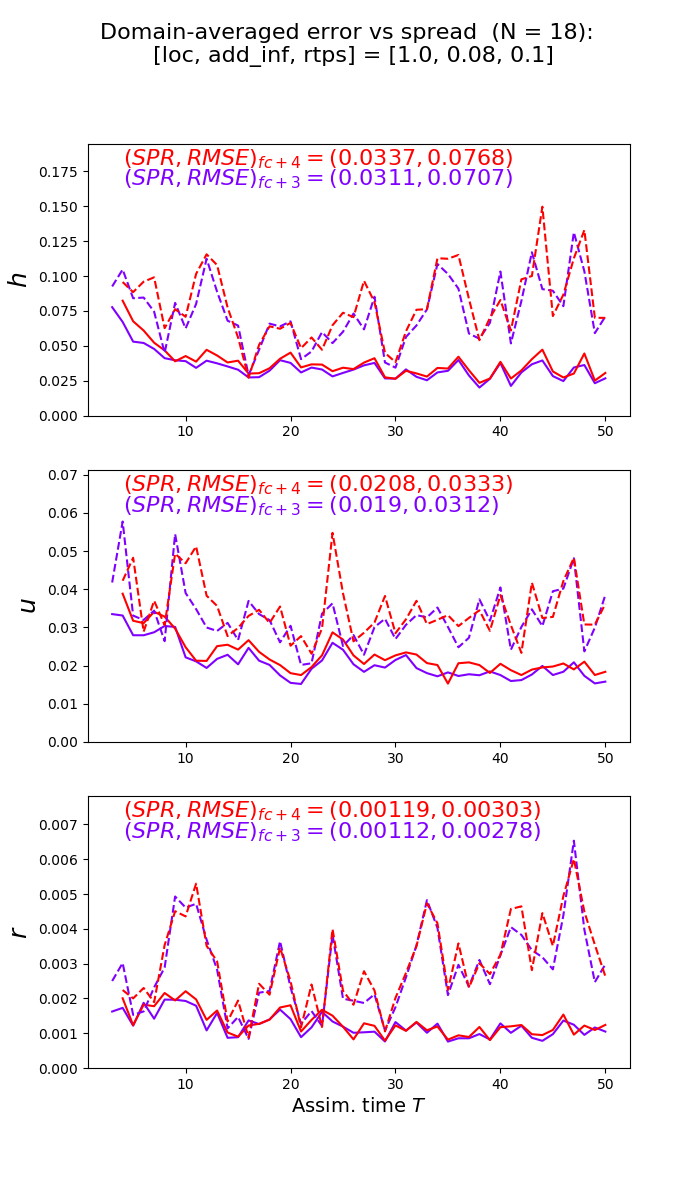 Domain-averaged error vs spread (N = 18):
[loc, add_inf, rtps] = [1.0, 0.08, 0.1]
(SPR, RMSE)fc+4 = (0.0337, 0.0768)
(SPR, RMSE)fc+3 = (0.0311, 0.0707)
0.175
0.150
0.125
0.100
0.075
0.050
0.025
0.000
h
10 20 30 40 50
(SPR, RMSE)fc+4 = (0.0208, 0.0333)
(SPR, RMSE)fc+3 = (0.019, 0.0312)
0.07
0.06
0.05
0.04
0.03
0.02
0.01
0.00
u
10 20 30 40 50
(SPR, RMSE)fc+4 = (0.00119, 0.00303)
(SPR, RMSE)fc+3 = (0.00112, 0.00278)
0.007
0.006
0.005
0.004
0.003
0.002
0.001
0.000
r
10 20 30 40 50
Assim. time T